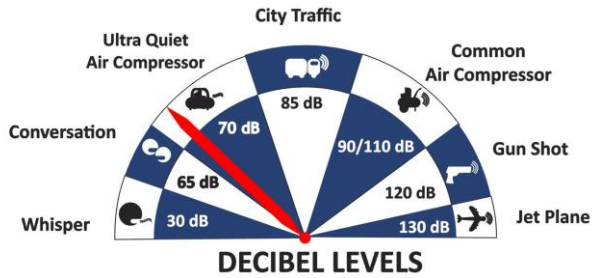 City Traffic
Ultra Quiet
Air Compressor
Common
Air Compressor
85 dB
70 dB
Conversation
90/110 dB
Gun Shot
65 dB
120 dB
Whisper
30 dB
130 dB
Jet Plane
DECIBEL LEVELS